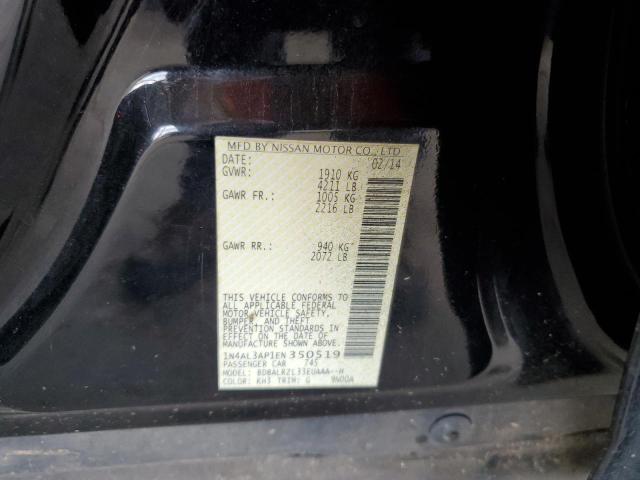 MFD BY NISSAN MOTOR CO., LTD
DATE: 02/14
GVWR: 1910 KG
4211 LB
GAWR FR.: 1005 KG
2216 LB
GAWR RR.: 940 KG
2072 LB
THIS VEHICLE CONFORMS TO
ALL APPLICABLE FEDERAL
MOTOR VEHICLE SAFETY,
BUMPER, AND THEFT
PREVENTION STANDARDS IN
EFFECT ON THE DATE OF
MANUFACTURE SHOWN ABOVE.
1N4AL3AP1EN350519
PASSENGER CAR 745
MODEL: BDBALRZL33EUAAA--H
COLOR: KH3 TRIM: G 9N00A